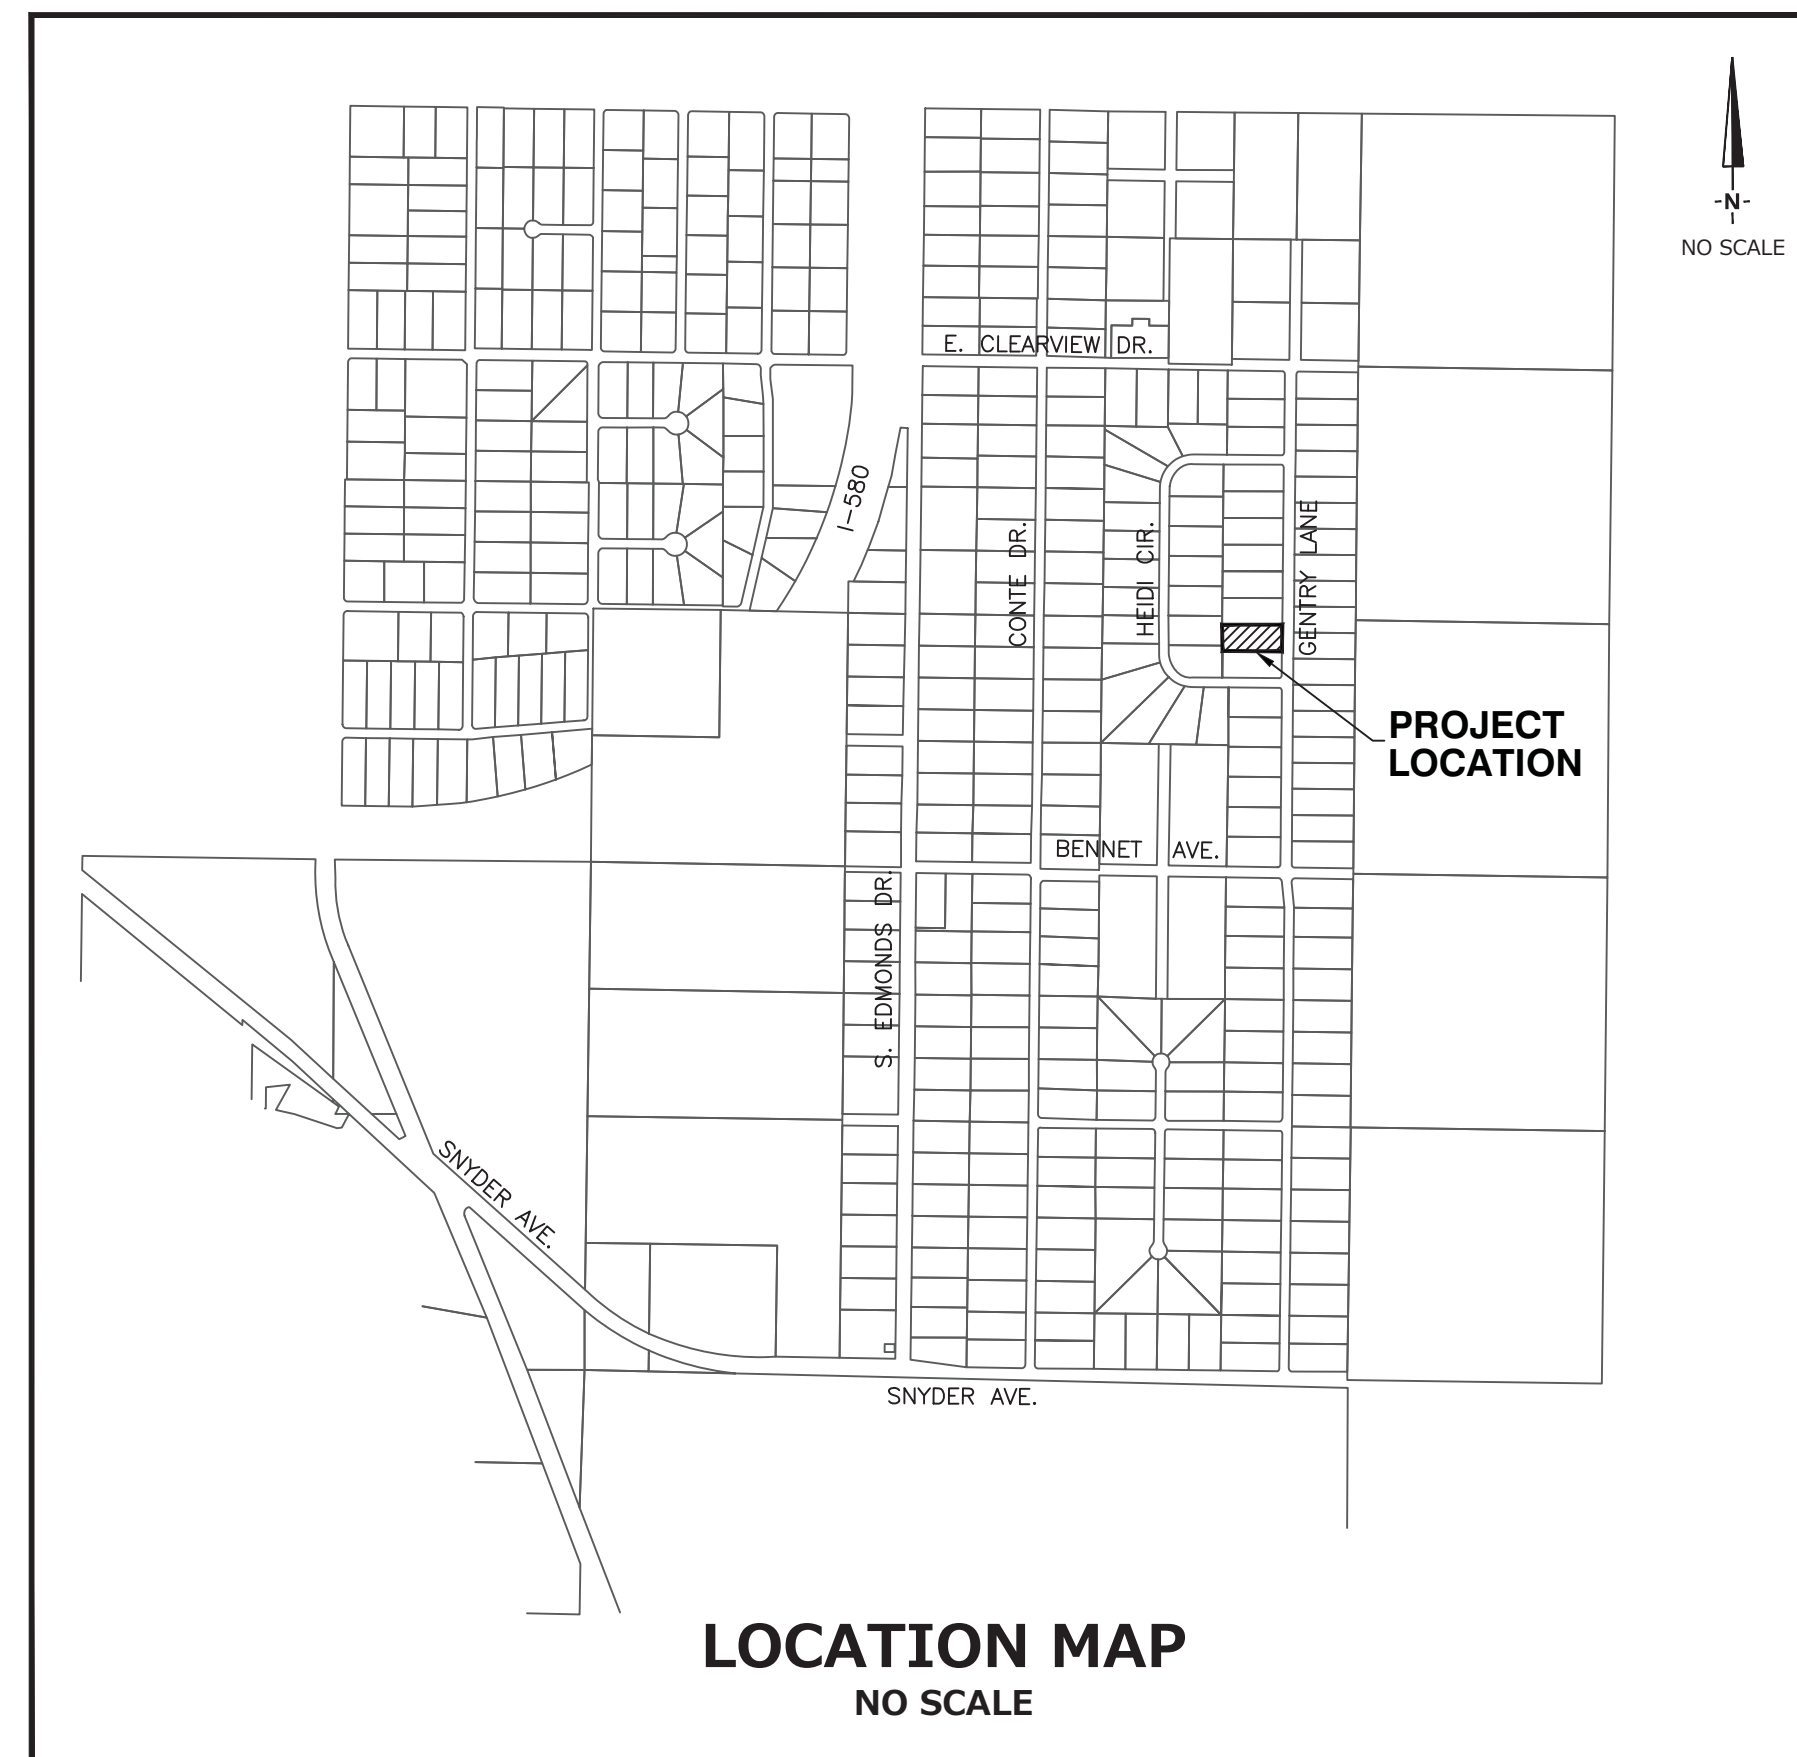 -N-
NO SCALE
E. CLEARVIEW DR.
I-580
CONTE DR.
HEIDI CIR.
GENTRY LANE
PROJECT
LOCATION
BENNET AVE.
S. EDMONDS DR.
SNYDER AVE.
SNYDER AVE.
LOCATION MAP
NO SCALE